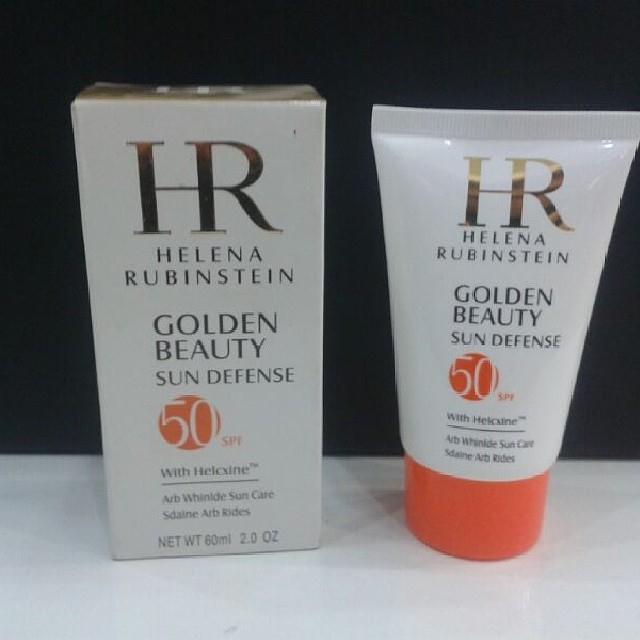 HR
HELENA
RUBINSTEIN
GOLDEN
BEAUTY
SUN DEFENSE
50 SPF
With Helcxine™
Arb Whinlde Sun Care
Sdaine Arb Rides
NET WT 60ml 2.0 OZ
HR
HELENA
RUBINSTEIN
GOLDEN
BEAUTY
SUN DEFENSE
50 SPF
With Helcxine™
Arb Whinlde Sun Care
Sdaine Arb Rides